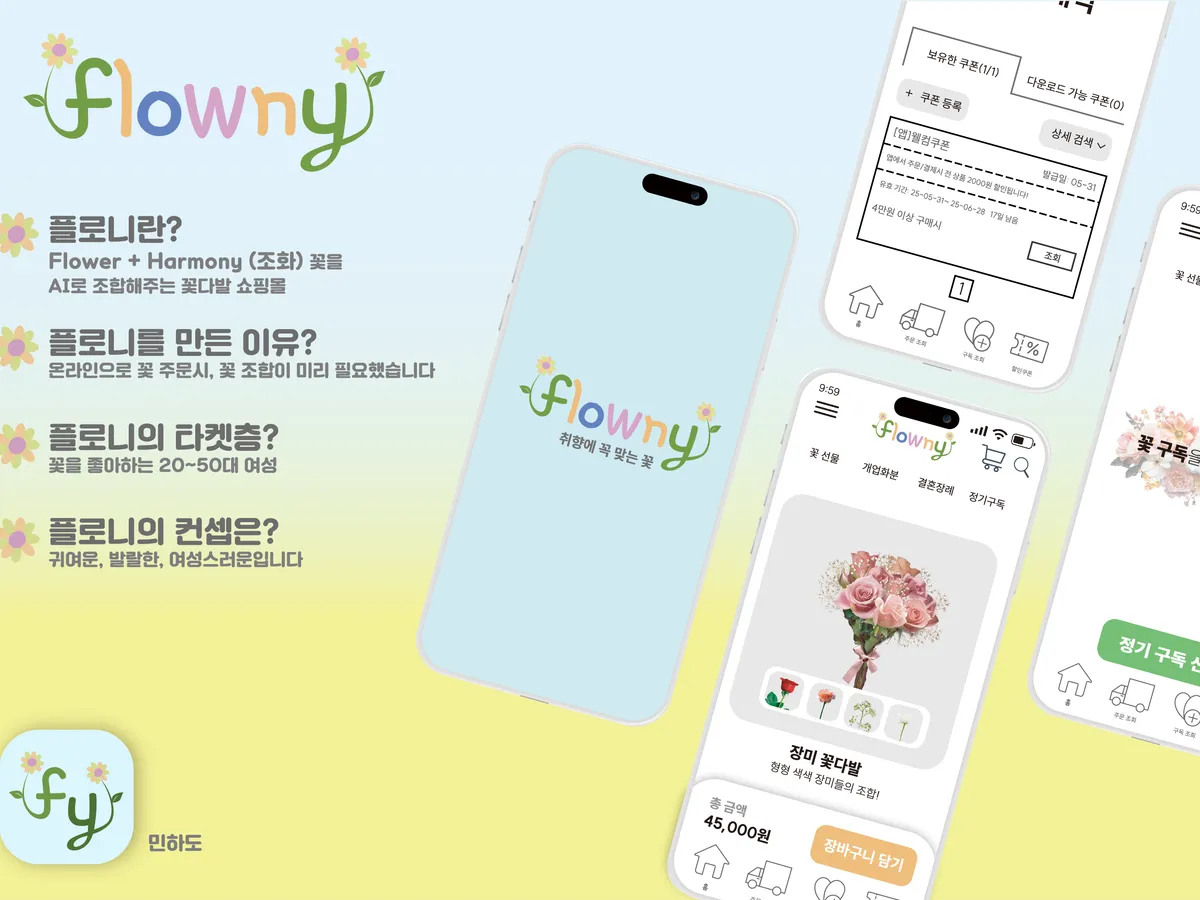 flowny
플로니란?
Flower + Harmony (조화) 꽃을
AI로 조합해주는 꽃다발 쇼핑몰
플로니를 만든 이유?
온라인으로 꽃 주문시, 꽃 조합이 미리 필요했습니다
플로니의 타켓층?
꽃을 좋아하는 20~50대 여성
플로니의 컨셉은?
귀여운, 발랄한, 여성스러운입니다
fy
민하도
flowny
취향에 꼭 맞는 꽃
보유한 쿠폰(1/1)
다운로드 가능 쿠폰(0)
+ 쿠폰 등록
상세 검색
[앱]웰컴쿠폰
발급일: 05-31
앱에서 주문/결제시 전 상품 2000원 할인됩니다!
유효 기간: 25-05-31~ 25-06-28 17일 남음
4만원 이상 구매시
조회
1
홈
주문 조회
구독 조회
할인쿠폰
9:59
flowny
꽃 선물
개업화분
결혼장례
정기구독
장미 꽃다발
형형 색색 장미들의 조합!
총 금액
45,000원
장바구니 담기
홈
9:59
꽃 선물
꽃 구독을
정기 구독
홈
주문 조회
구독 조회